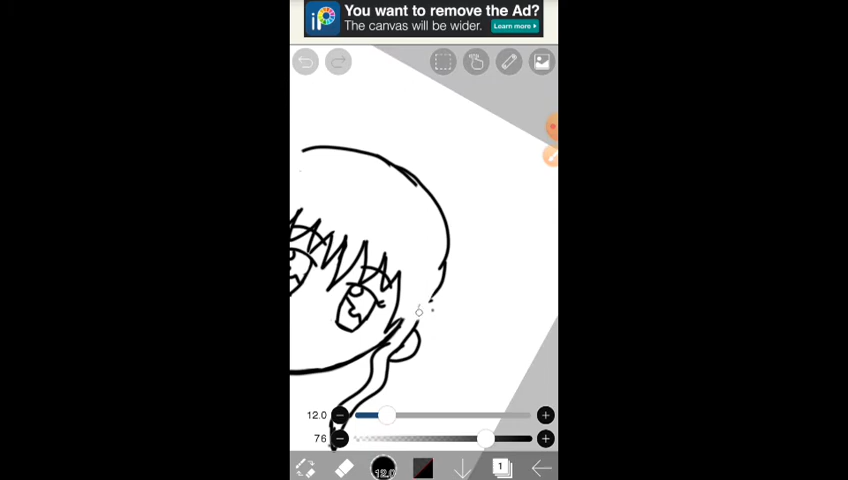 iP
You want to remove the Ad?
The canvas will be wider.
Learn more
12.0
76
12.0
1